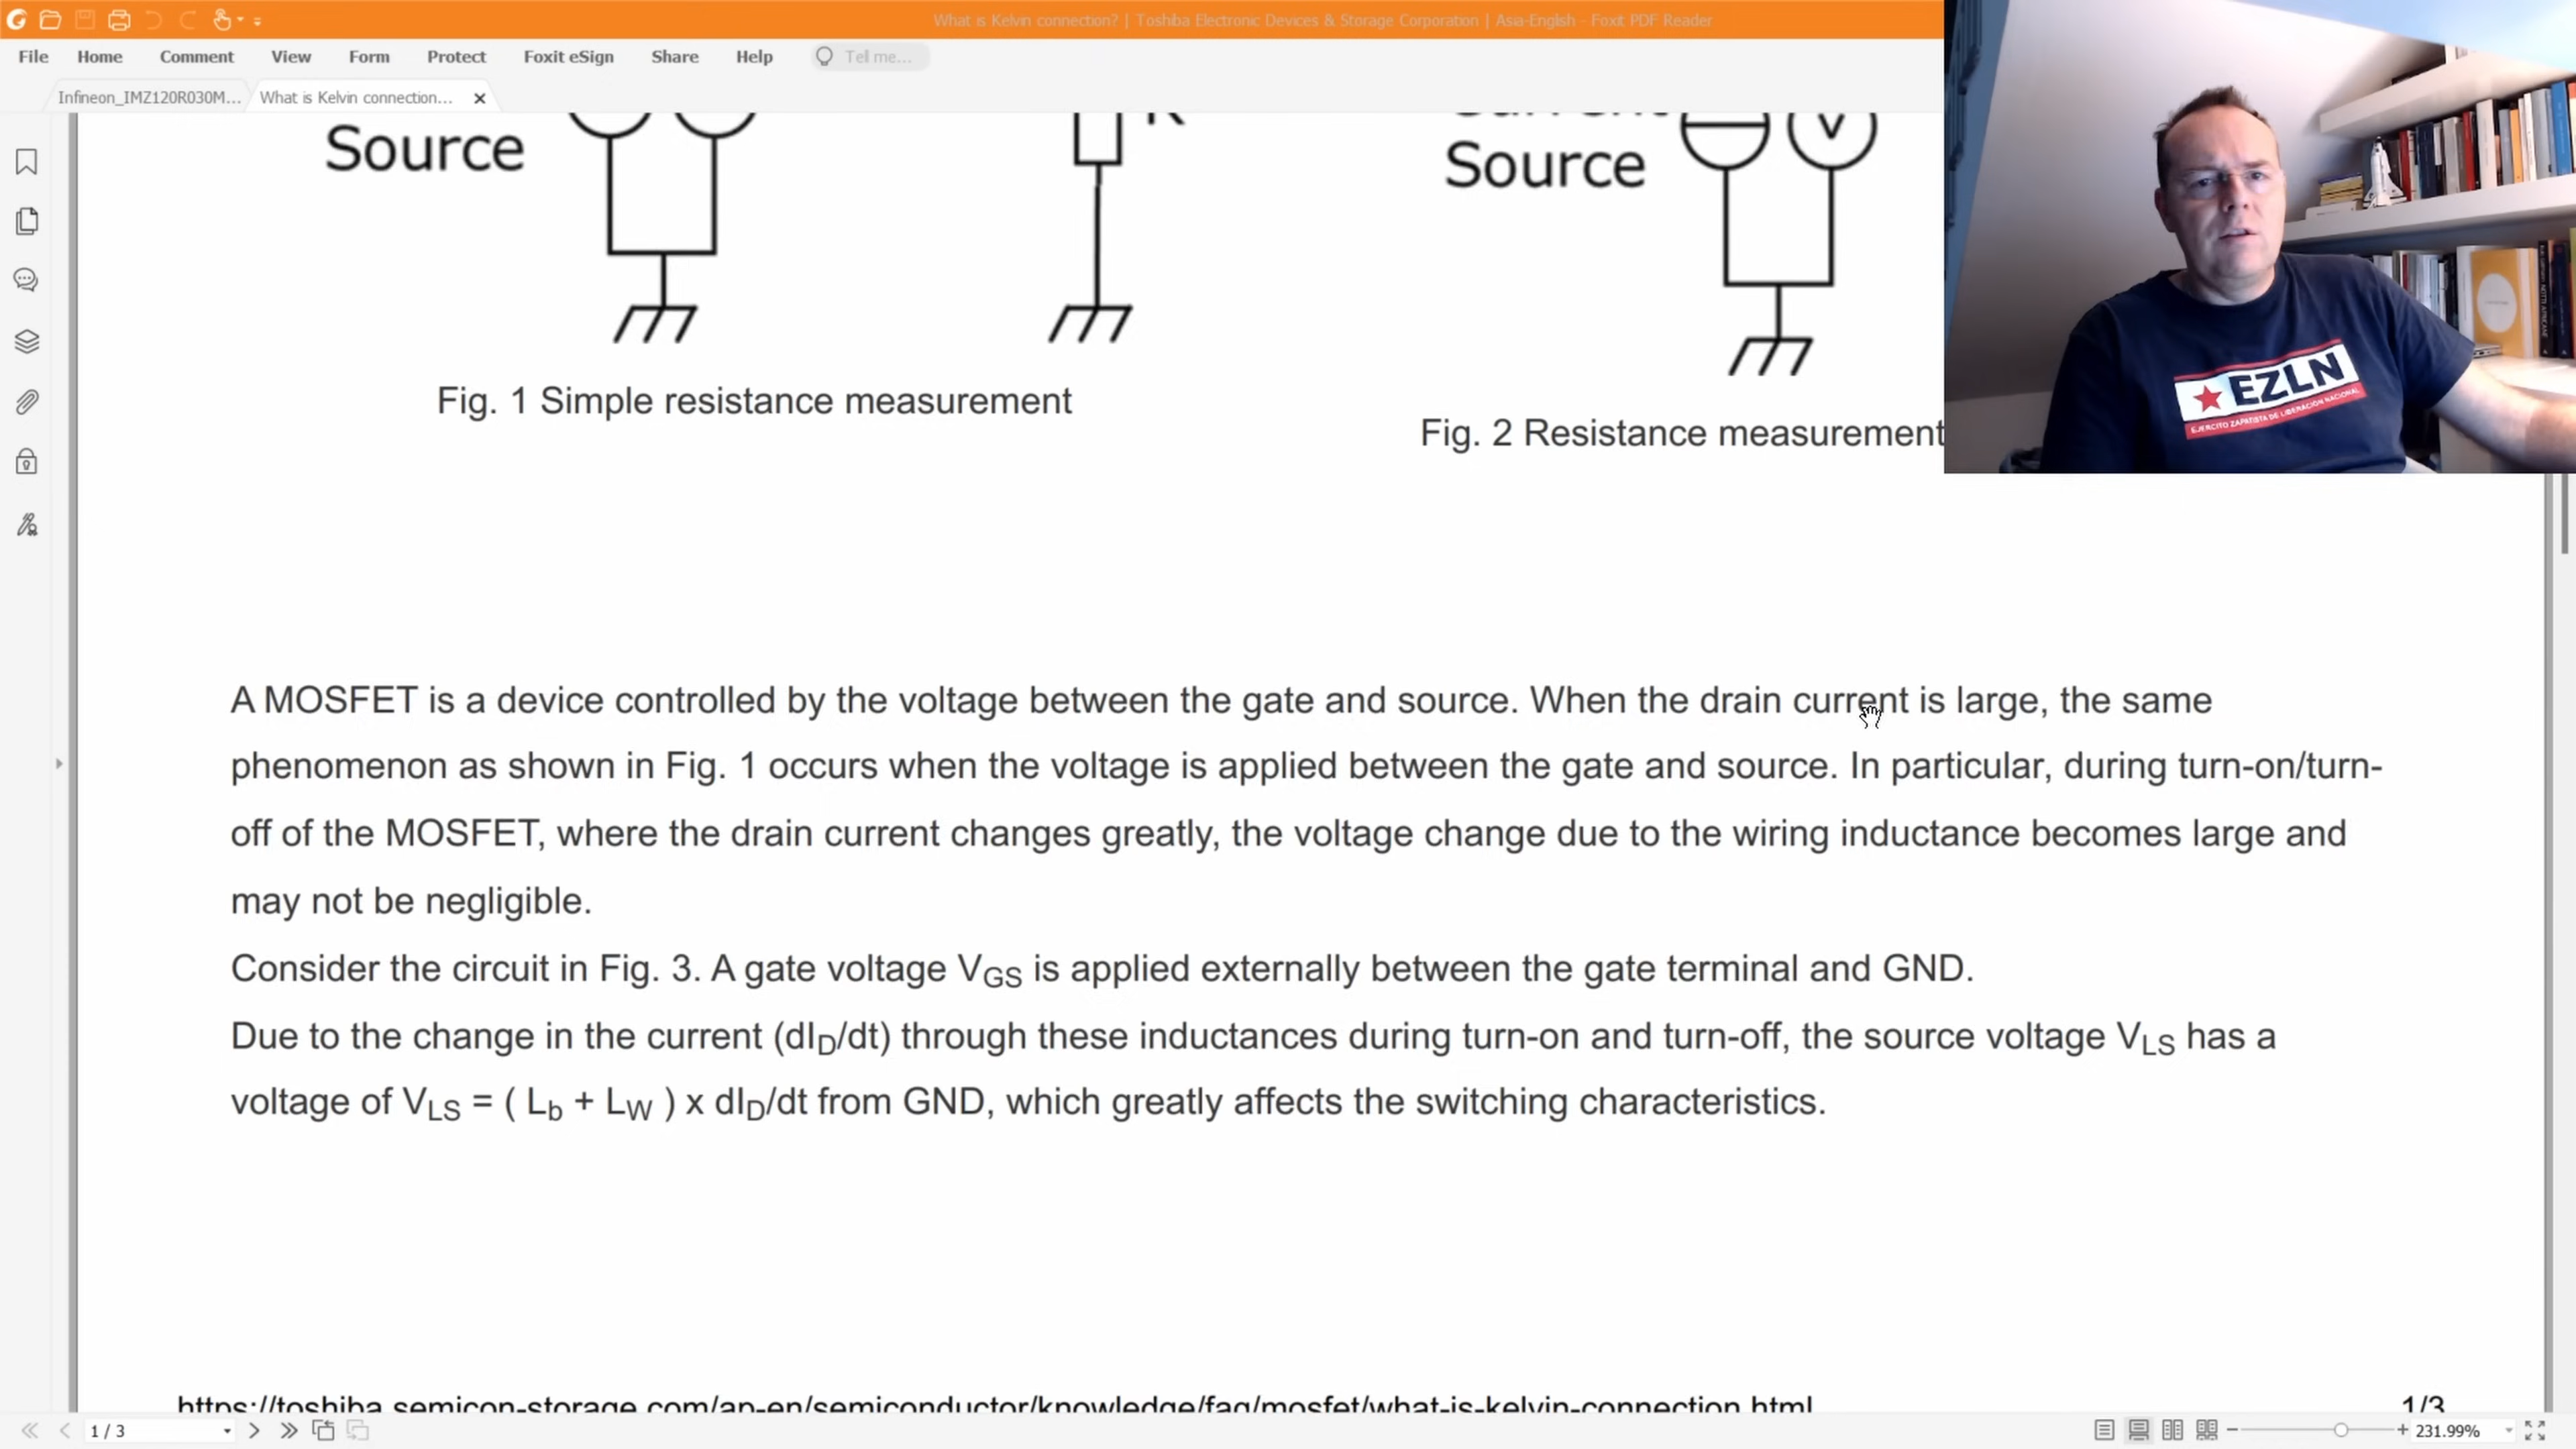 What is Kelvin connection? | Toshiba Electronic Devices & Storage Corporation | Asia-English - Foxit PDF Reader
File Home Comment View Form Protect Foxit eSign Share Help Tell me...
Infineon_IMZ120R030M... What is Kelvin connection...
Source
Source
V
Fig. 1 Simple resistance measurement
Fig. 2 Resistance measurement
EZLN
EJERCITO ZAPATISTA DE LIBERACIÓN NACIONAL
A MOSFET is a device controlled by the voltage between the gate and source. When the drain current is large, the same
phenomenon as shown in Fig. 1 occurs when the voltage is applied between the gate and source. In particular, during turn-on/turn-
off of the MOSFET, where the drain current changes greatly, the voltage change due to the wiring inductance becomes large and
may not be negligible.
Consider the circuit in Fig. 3. A gate voltage VGS is applied externally between the gate terminal and GND.
Due to the change in the current (dID/dt) through these inductances during turn-on and turn-off, the source voltage VLS has a
voltage of VLS = ( Lb + LW ) x dID/dt from GND, which greatly affects the switching characteristics.
https://toshiba.semicon-storage.com/ap-en/semiconductor/knowledge/faq/mosfet/what-is-kelvin-connection.html 1/3
1 / 3 231.99%